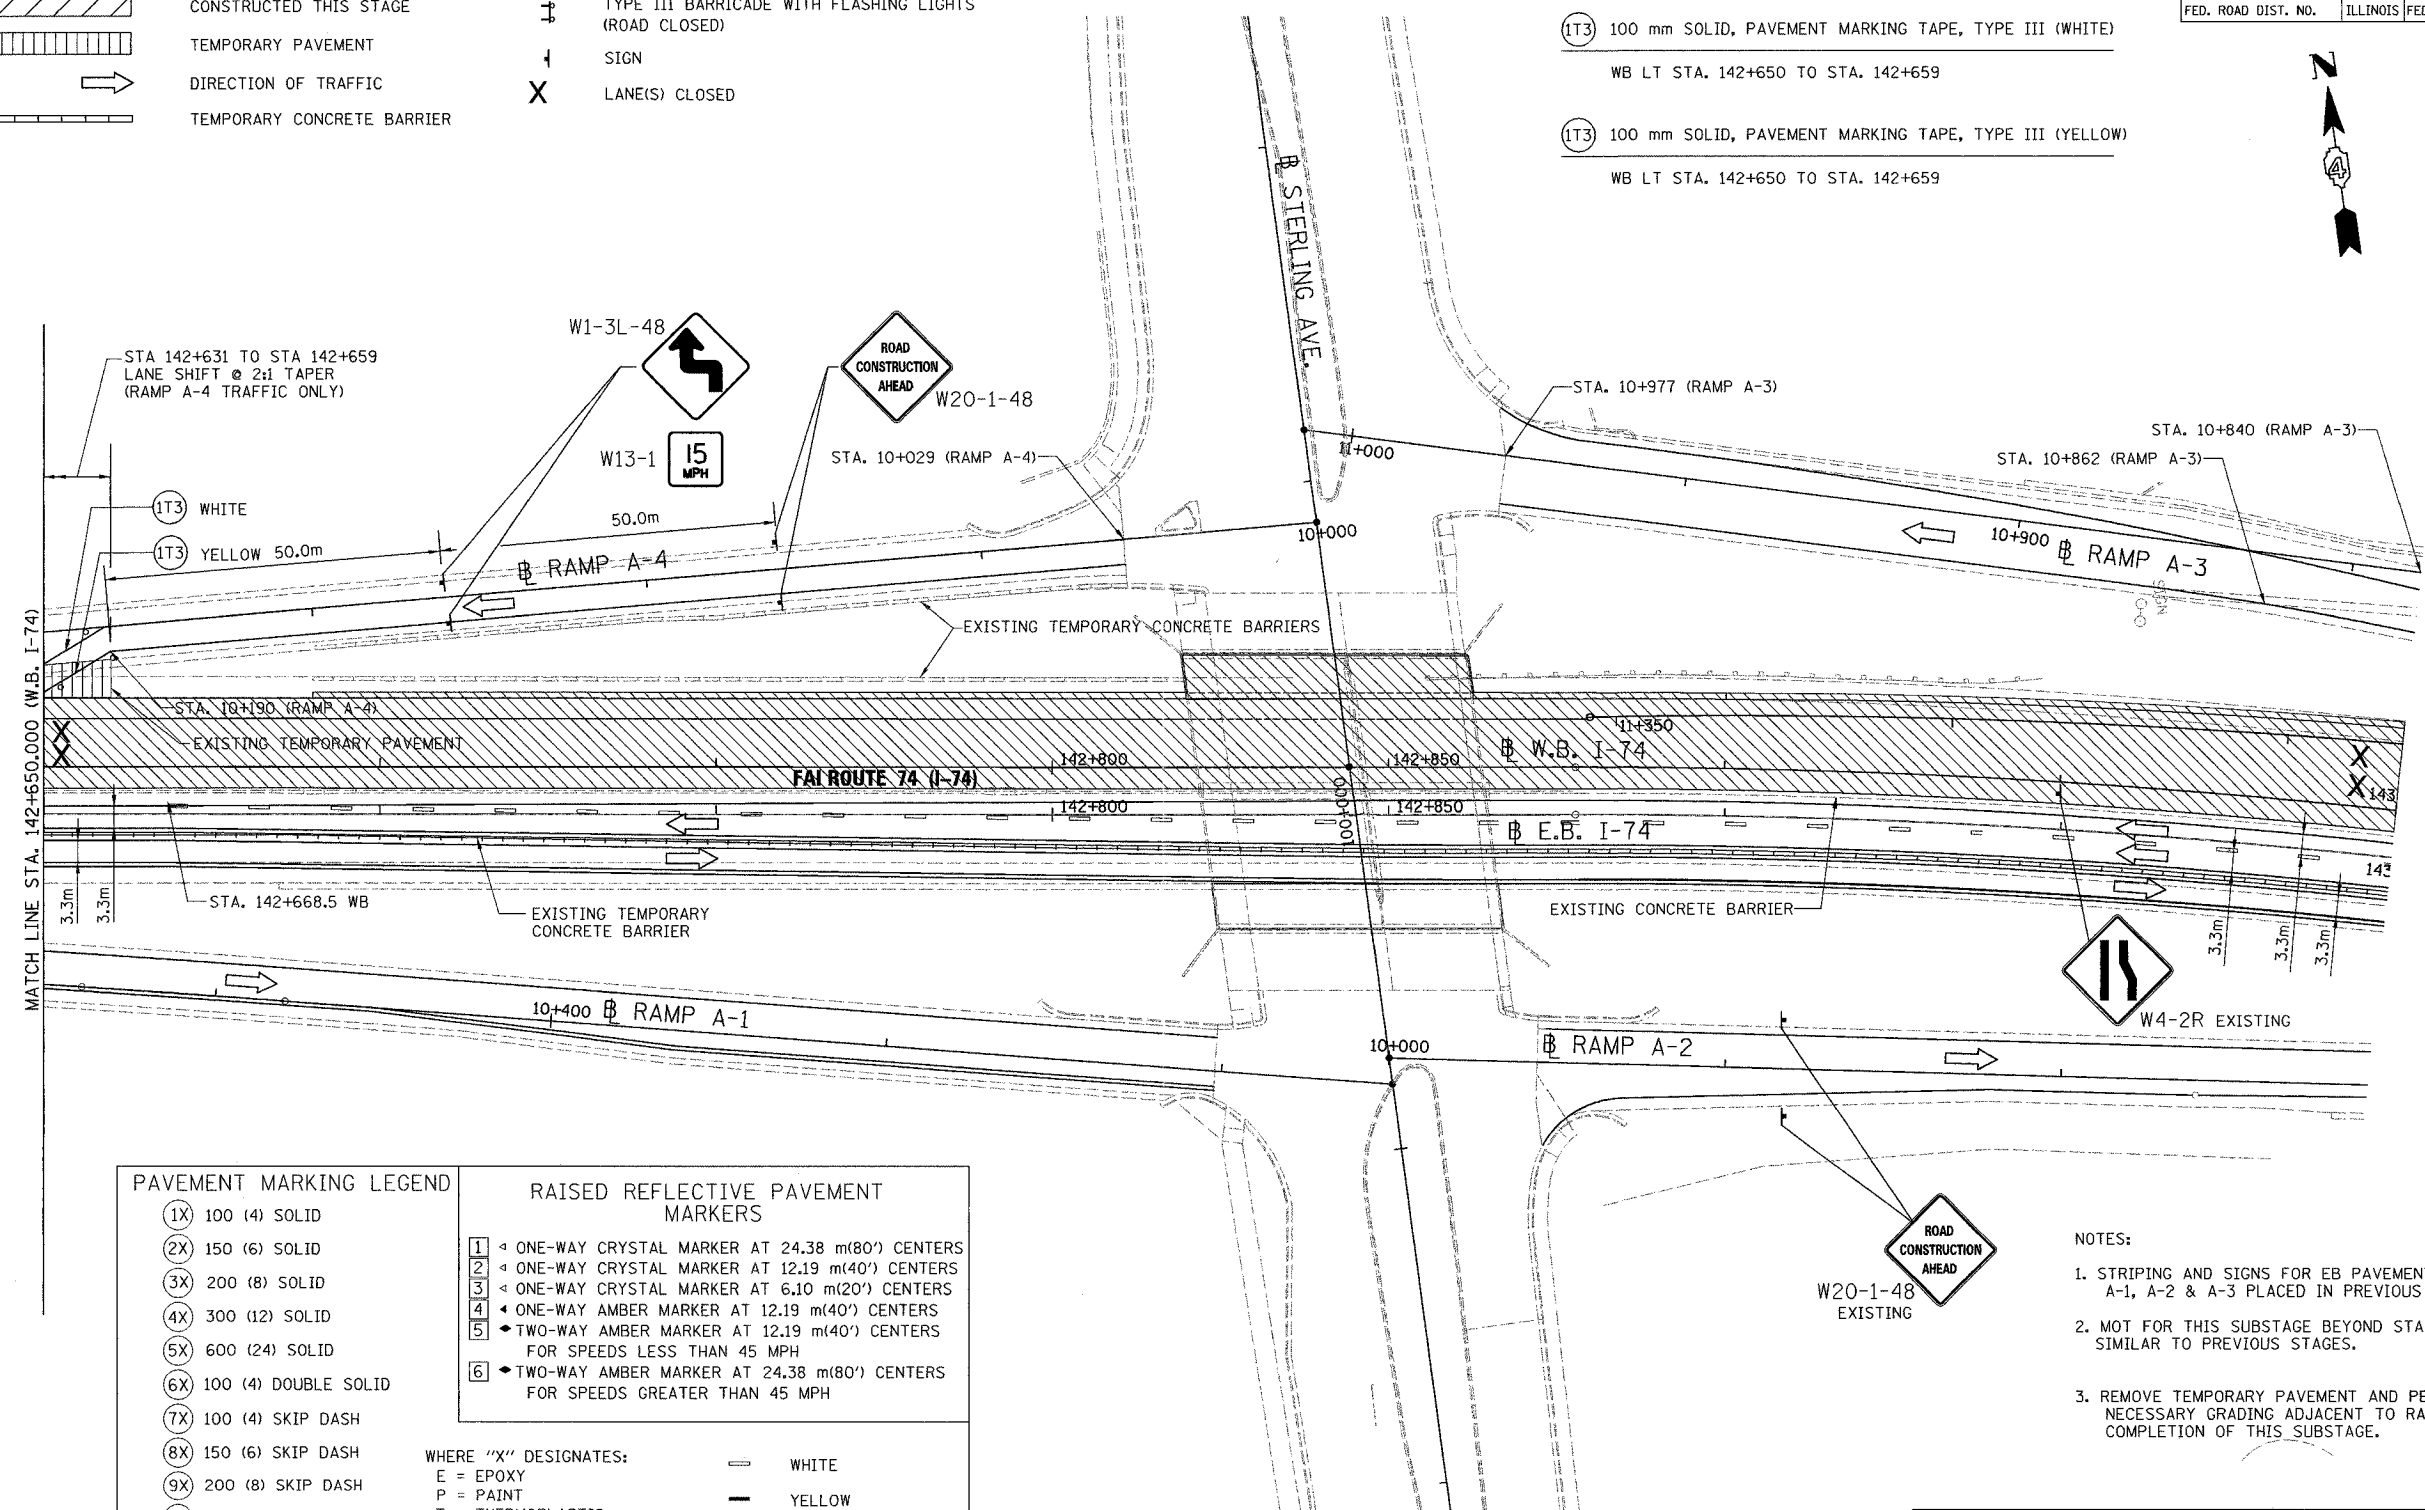 CONSTRUCTED THIS STAGE
TEMPORARY PAVEMENT
DIRECTION OF TRAFFIC
TEMPORARY CONCRETE BARRIER
TYPE III BARRICADE WITH FLASHING LIGHTS
(ROAD CLOSED)
SIGN
X LANE(S) CLOSED
1T3 100 mm SOLID, PAVEMENT MARKING TAPE, TYPE III (WHITE)
WB LT STA. 142+650 TO STA. 142+659
1T3 100 mm SOLID, PAVEMENT MARKING TAPE, TYPE III (YELLOW)
WB LT STA. 142+650 TO STA. 142+659
FED. ROAD DIST. NO. ILLINOIS
N
4
STA 142+631 TO STA 142+659
LANE SHIFT @ 2:1 TAPER
(RAMP A-4 TRAFFIC ONLY)
W1-3L-48
W13-1
15
MPH
ROAD
CONSTRUCTION
AHEAD
W20-1-48
STA. 10+029 (RAMP A-4)
℄ STERLING AVE.
STA. 10+977 (RAMP A-3)
STA. 10+840 (RAMP A-3)
STA. 10+862 (RAMP A-3)
11+000
10+000
10+900
℄ RAMP A-3
SIGN
1T3 WHITE
1T3 YELLOW
50.0m
50.0m
℄ RAMP A-4
EXISTING TEMPORARY CONCRETE BARRIERS
STA. 10+190 (RAMP A-4)
EXISTING TEMPORARY PAVEMENT
X
X
MATCH LINE STA. 142+650.000 (W.B. I-74)
FAI ROUTE 74 (I-74)
142+800
142+850
11+350
℄ W.B. I-74
X
X
143
142+800
142+850
1001+000
℄ E.B. I-74
3.3m
3.3m
STA. 142+668.5 WB
EXISTING TEMPORARY
CONCRETE BARRIER
EXISTING CONCRETE BARRIER
3.3m
3.3m
3.3m
W4-2R EXISTING
10+400
℄ RAMP A-1
10+000
℄ RAMP A-2
ROAD
CONSTRUCTION
AHEAD
W20-1-48
EXISTING
PAVEMENT MARKING LEGEND
1X 100 (4) SOLID
2X 150 (6) SOLID
3X 200 (8) SOLID
4X 300 (12) SOLID
5X 600 (24) SOLID
6X 100 (4) DOUBLE SOLID
7X 100 (4) SKIP DASH
8X 150 (6) SKIP DASH
9X 200 (8) SKIP DASH
RAISED REFLECTIVE PAVEMENT
MARKERS
1 ONE-WAY CRYSTAL MARKER AT 24.38 m(80') CENTERS
2 ONE-WAY CRYSTAL MARKER AT 12.19 m(40') CENTERS
3 ONE-WAY CRYSTAL MARKER AT 6.10 m(20') CENTERS
4 ONE-WAY AMBER MARKER AT 12.19 m(40') CENTERS
5 TWO-WAY AMBER MARKER AT 12.19 m(40') CENTERS
FOR SPEEDS LESS THAN 45 MPH
6 TWO-WAY AMBER MARKER AT 24.38 m(80') CENTERS
FOR SPEEDS GREATER THAN 45 MPH
WHERE "X" DESIGNATES:
E = EPOXY
P = PAINT
WHITE
YELLOW
NOTES:
1. STRIPING AND SIGNS FOR EB PAVEMEN
A-1, A-2 & A-3 PLACED IN PREVIOUS
2. MOT FOR THIS SUBSTAGE BEYOND STA
SIMILAR TO PREVIOUS STAGES.
3. REMOVE TEMPORARY PAVEMENT AND PE
NECESSARY GRADING ADJACENT TO RA
COMPLETION OF THIS SUBSTAGE.